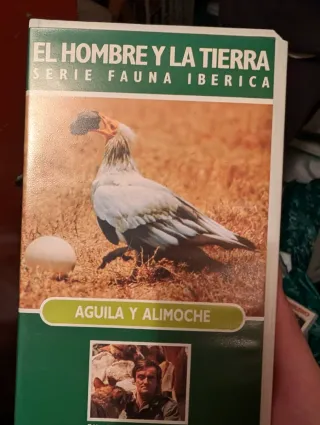 EL HOMBRE Y LA TIERRA
SERIE FAUNA IBERICA
AGUILA Y ALIMOCHE